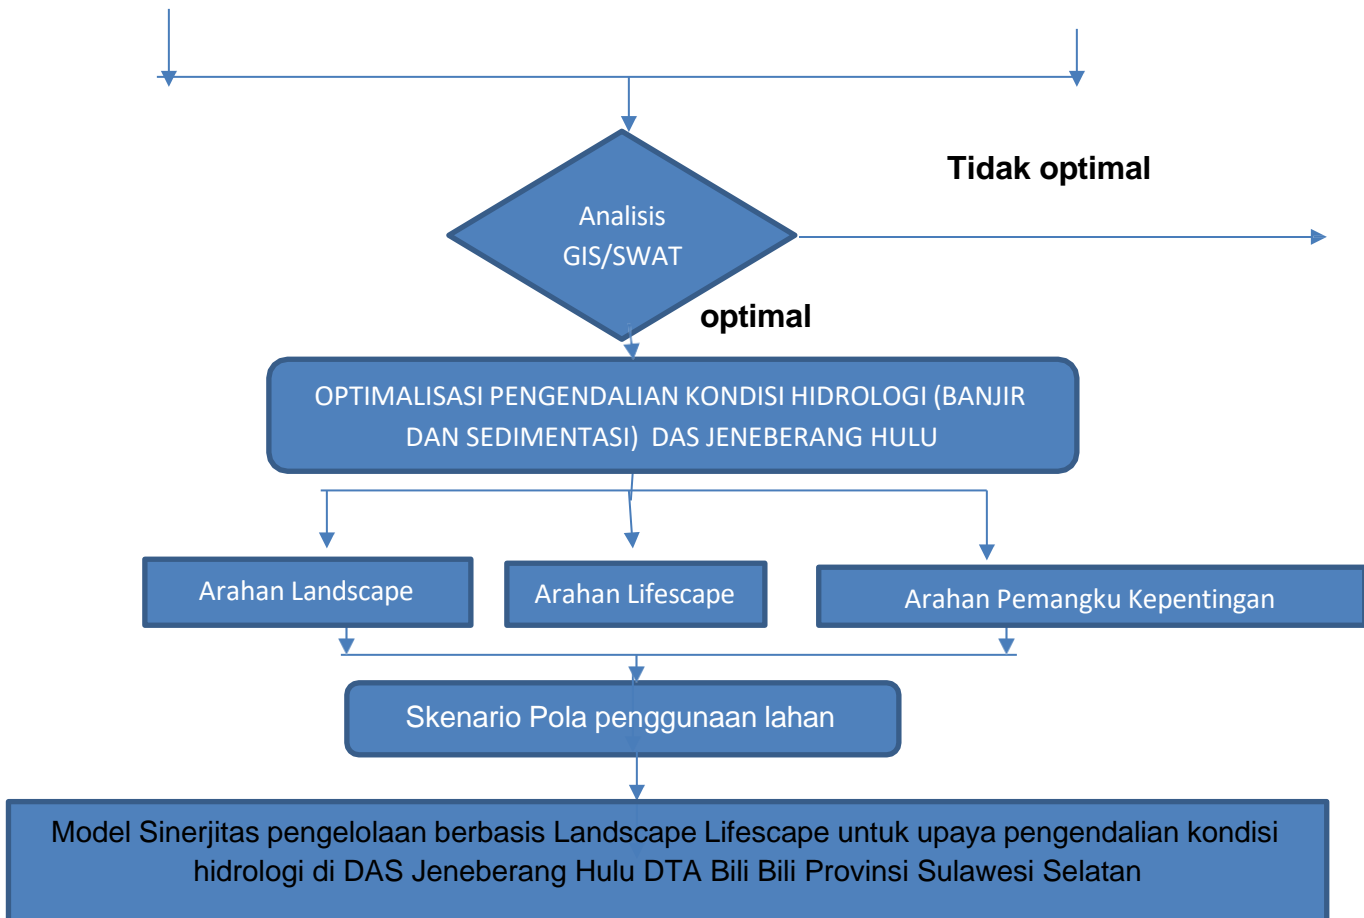 Tidak optimal
Analisis
GIS/SWAT
optimal
OPTIMALISASI PENGENDALIAN KONDISI HIDROLOGI (BANJIR
DAN SEDIMENTASI) DAS JENEBERANG HULU
Arahan Landscape
Arahan Lifescape
Arahan Pemangku Kepentingan
Skenario Pola penggunaan lahan
Model Sinerjitas pengelolaan berbasis Landscape Lifescape untuk upaya pengendalian kondisi
hidrologi di DAS Jeneberang Hulu DTA Bili Bili Provinsi Sulawesi Selatan